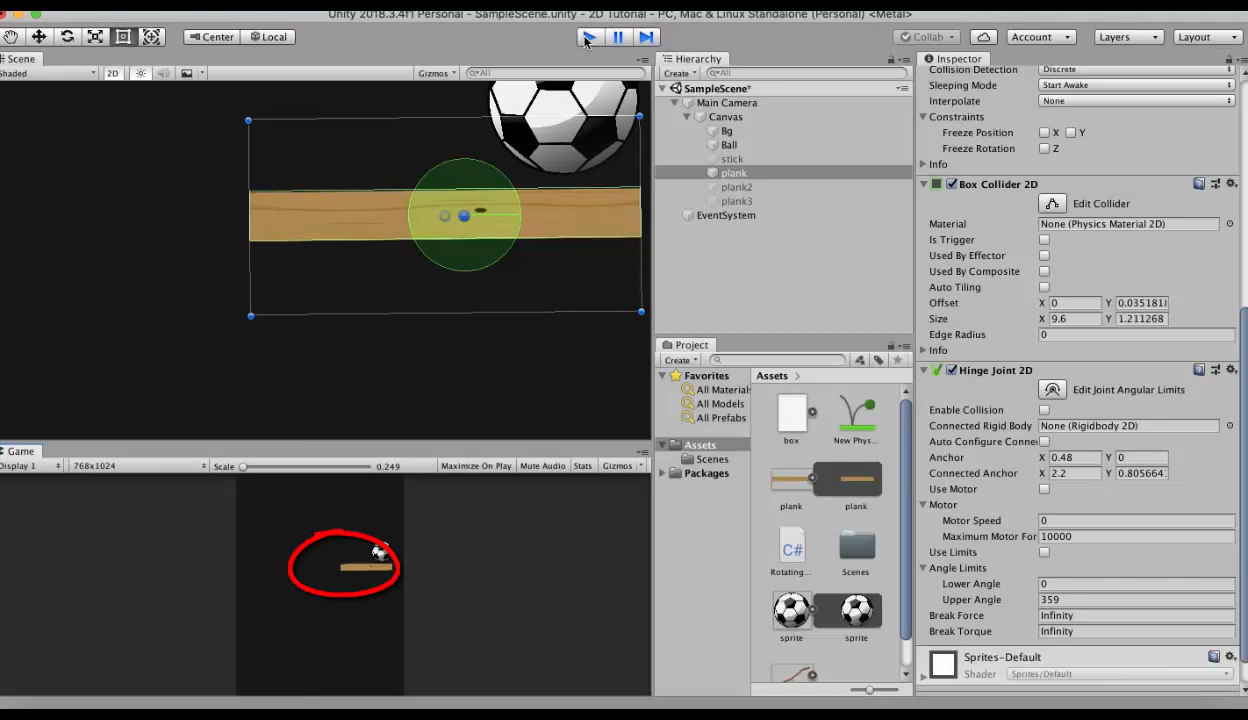 Unity 2018.3.4f1 Personal - SampleScene.unity - 2D Tutorial - PC, Mac & Linux Standalone (Personal) <Metal>
Center Local Collab Account Layers Layout
Scene
Shaded 2D Gizmos All
Hierarchy
Create All
SampleScene*
Main Camera
Canvas
Bg
Ball
stick
plank
plank2
plank3
EventSystem
Inspector
Collision Detection Discrete
Sleeping Mode Start Awake
Interpolate None
Constraints
Freeze Position X Y
Freeze Rotation Z
Info
Box Collider 2D
Edit Collider
Material None (Physics Material 2D)
Is Trigger
Used By Effector
Used By Composite
Auto Tiling
Offset X 0 Y 0.035181
Size X 9.6 Y 1.211268
Edge Radius 0
Info
Hinge Joint 2D
Edit Joint Angular Limits
Enable Collision
Connected Rigid Body None (Rigidbody 2D)
Auto Configure Conne
Anchor X 0.48 Y 0
Connected Anchor X 2.2 Y 0.805664
Use Motor
Motor
Motor Speed 0
Maximum Motor For 10000
Use Limits
Angle Limits
Lower Angle 0
Upper Angle 359
Break Force Infinity
Break Torque Infinity
Sprites-Default
Shader Sprites/Default
Project
Create
Favorites
All Material
All Models
All Prefabs
Assets
Scenes
Packages
Assets >
box New Phys...
plank plank
C#
Rotating... Scenes
sprite sprite
Game
Display 1 768x1024 Scale 0.249 Maximize On Play Mute Audio Stats Gizmos